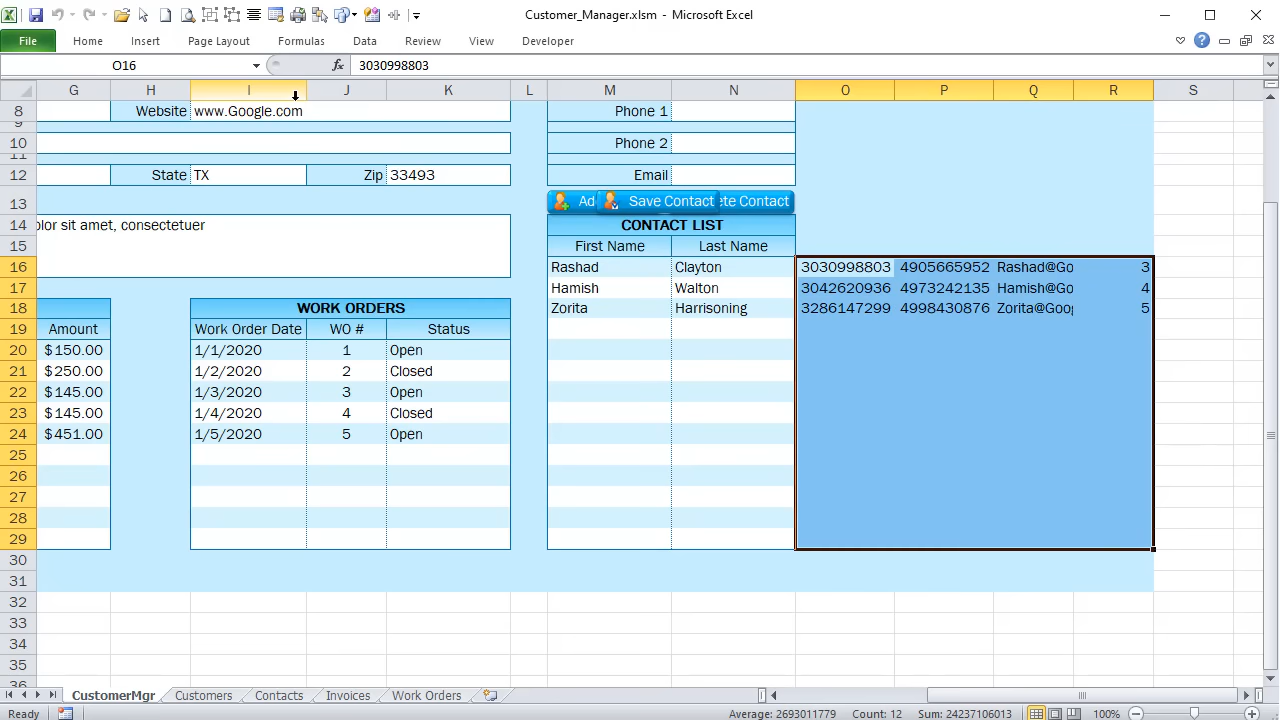 Customer_Manager.xlsm - Microsoft Excel
File Home Insert Page Layout Formulas Data Review View Developer
O16 fx 3030998803
G H I J K L M N O P Q R S
8 Website www.Google.com Phone 1
9
10 Phone 2
11
12 State TX Zip 33493 Email
13 Ad Save Contact ete Contact
14 olor sit amet, consectetuer CONTACT LIST
15 First Name Last Name
16 Rashad Clayton 3030998803 4905665952 Rashad@Go 3
17 Hamish Walton 3042620936 4973242135 Hamish@Go 4
18 WORK ORDERS Zorita Harrisoning 3286147299 4998430876 Zorita@Goog 5
19 Amount Work Order Date WO # Status
20 $150.00 1/1/2020 1 Open
21 $250.00 1/2/2020 2 Closed
22 $145.00 1/3/2020 3 Open
23 $145.00 1/4/2020 4 Closed
24 $451.00 1/5/2020 5 Open
25
26
27
28
29
30
31
32
33
34
35
36
CustomerMgr Customers Contacts Invoices Work Orders
Ready Average: 2693011779 Count: 12 Sum: 24237106013 100%